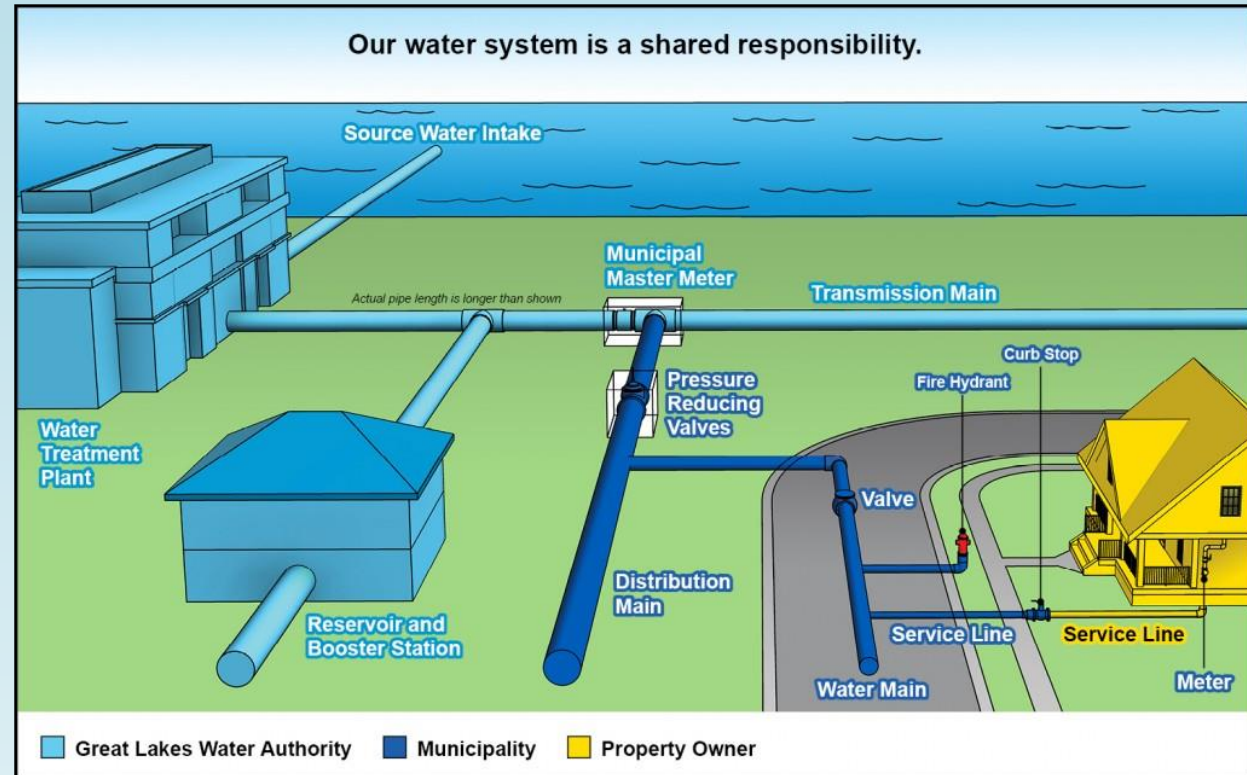 Our water system is a shared responsibility.
Source Water Intake
Municipal
Master Meter
Actual pipe length is longer than shown
Transmission Main
Curb Stop
Fire Hydrant
Pressure
Reducing
Valves
Water
Treatment
Plant
Valve
Distribution
Main
Reservoir and
Booster Station
Service Line
Service Line
Meter
Water Main
Great Lakes Water Authority
Municipality
Property Owner